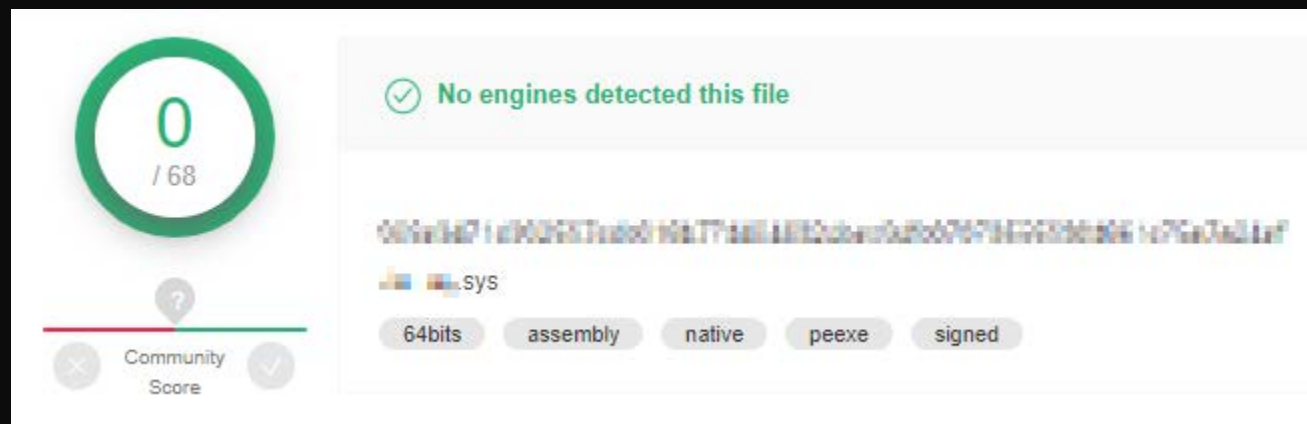 0
/ 68
No engines detected this file
.sys
64bits assembly native peexe signed
?
Community
Score